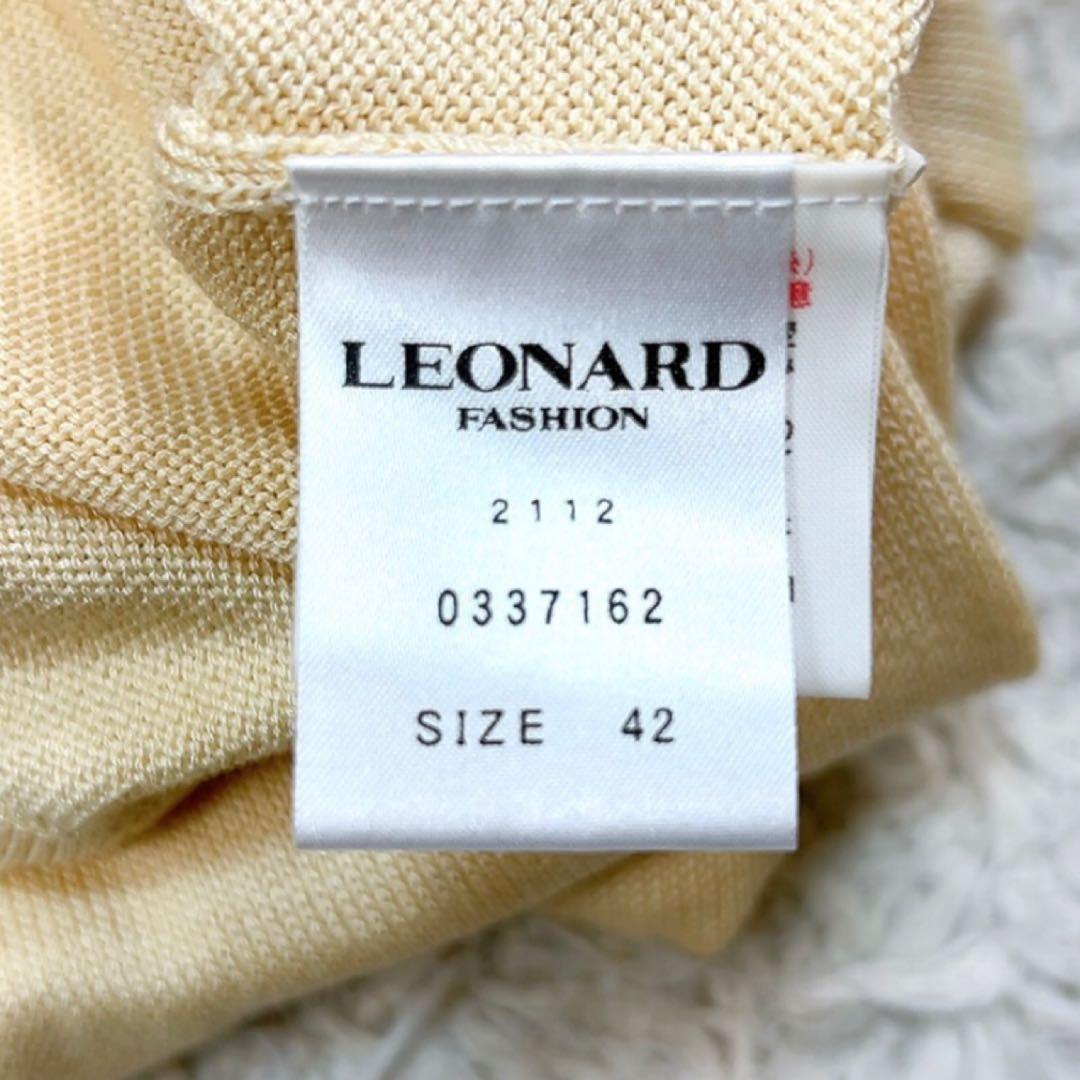 LEONARD
FASHION
2112
0337162
SIZE 42